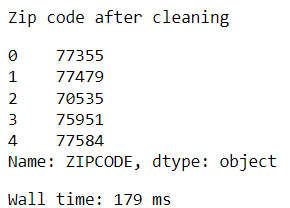 Zip code after cleaning
0    77355
1    77479
2    70535
3    75951
4    77584
Name: ZIPCODE, dtype: object
Wall time: 179 ms